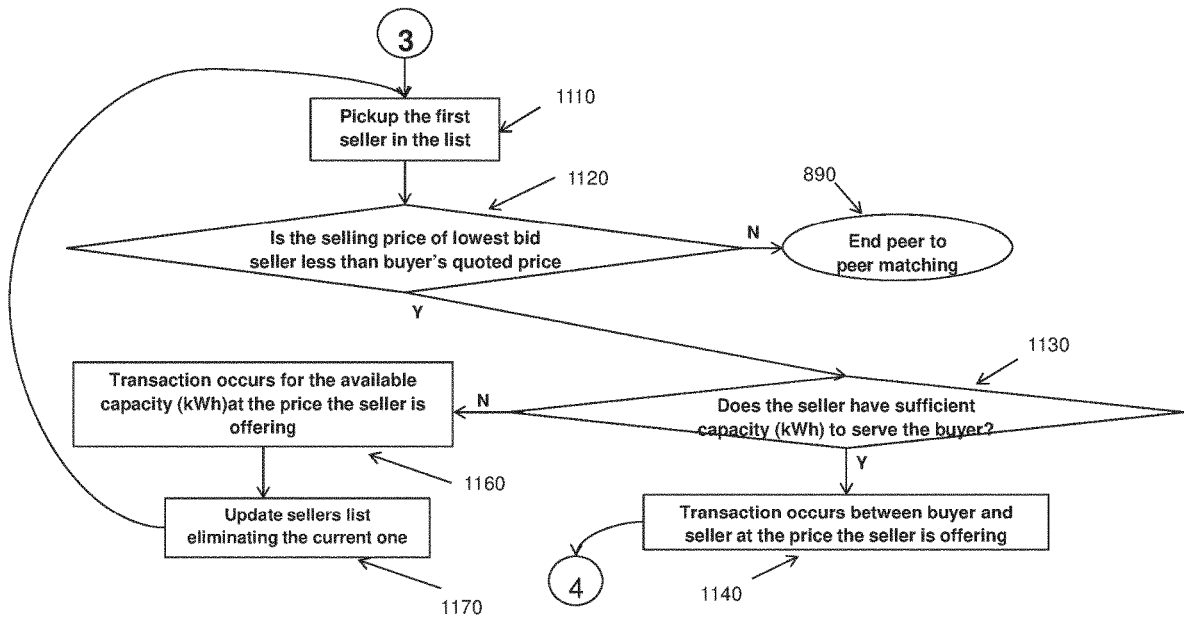 3
Pickup the first
seller in the list
1110
1120
890
Is the selling price of lowest bid
seller less than buyer's quoted price
N
End peer to
peer matching
Y
1130
Transaction occurs for the available
capacity (kWh)at the price the seller is
offering
N
Does the seller have sufficient
capacity (kWh) to serve the buyer?
Y
1160
Update sellers list
eliminating the current one
Transaction occurs between buyer and
seller at the price the seller is offering
4
1140
1170